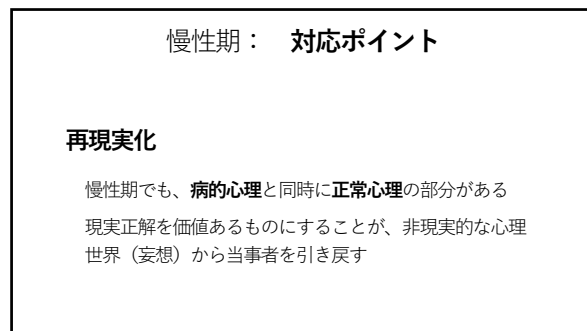 慢性期： 対応ポイント
再現実化
慢性期でも、病的心理と同時に正常心理の部分がある
現実正解を価値あるものにすることが、非現実的な心理
世界（妄想）から当事者を引き戻す